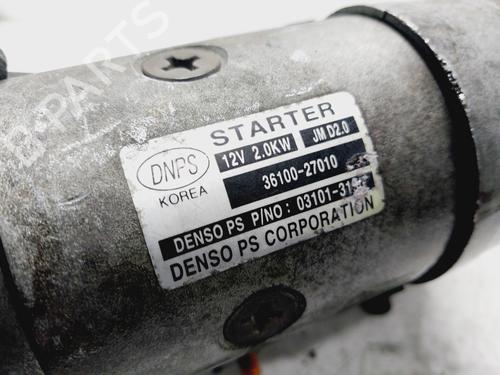 B-PARTS
STARTER
DNPS
12V 2.0KW
JM D2.0
KOREA
36100-27010
DENSO PS P/NO : 03101-31
DENSO PS CORPORATION